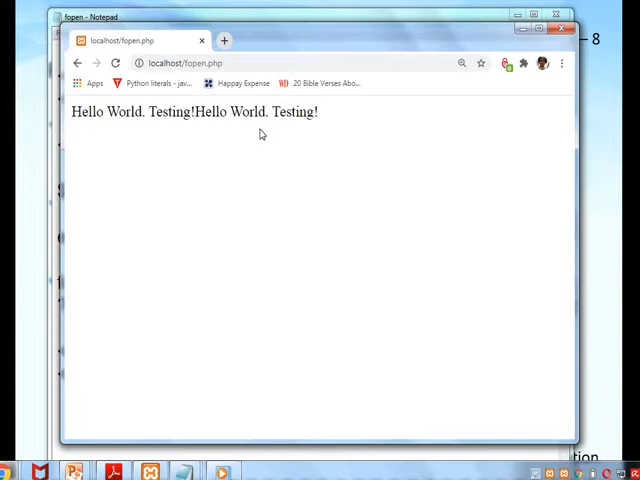 fopen - Notepad
– 8
localhost/fopen.php
localhost/fopen.php
Apps
Python literals - jav...
Happay Expense
WD 20 Bible Verses Abo...
Hello World. Testing!Hello World. Testing!
tion